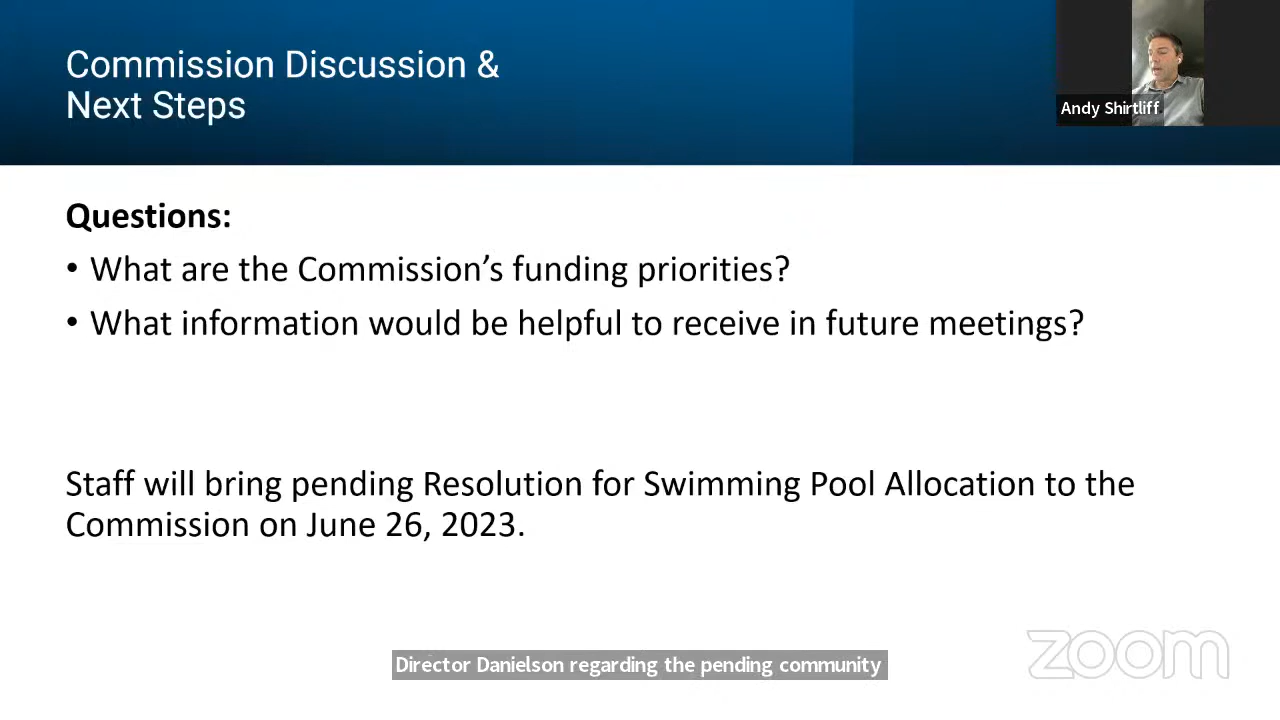 Commission Discussion &
Next Steps
Andy Shirtliff
Questions:
• What are the Commission’s funding priorities?
• What information would be helpful to receive in future meetings?
Staff will bring pending Resolution for Swimming Pool Allocation to the
Commission on June 26, 2023.
Director Danielson regarding the pending community
zoom